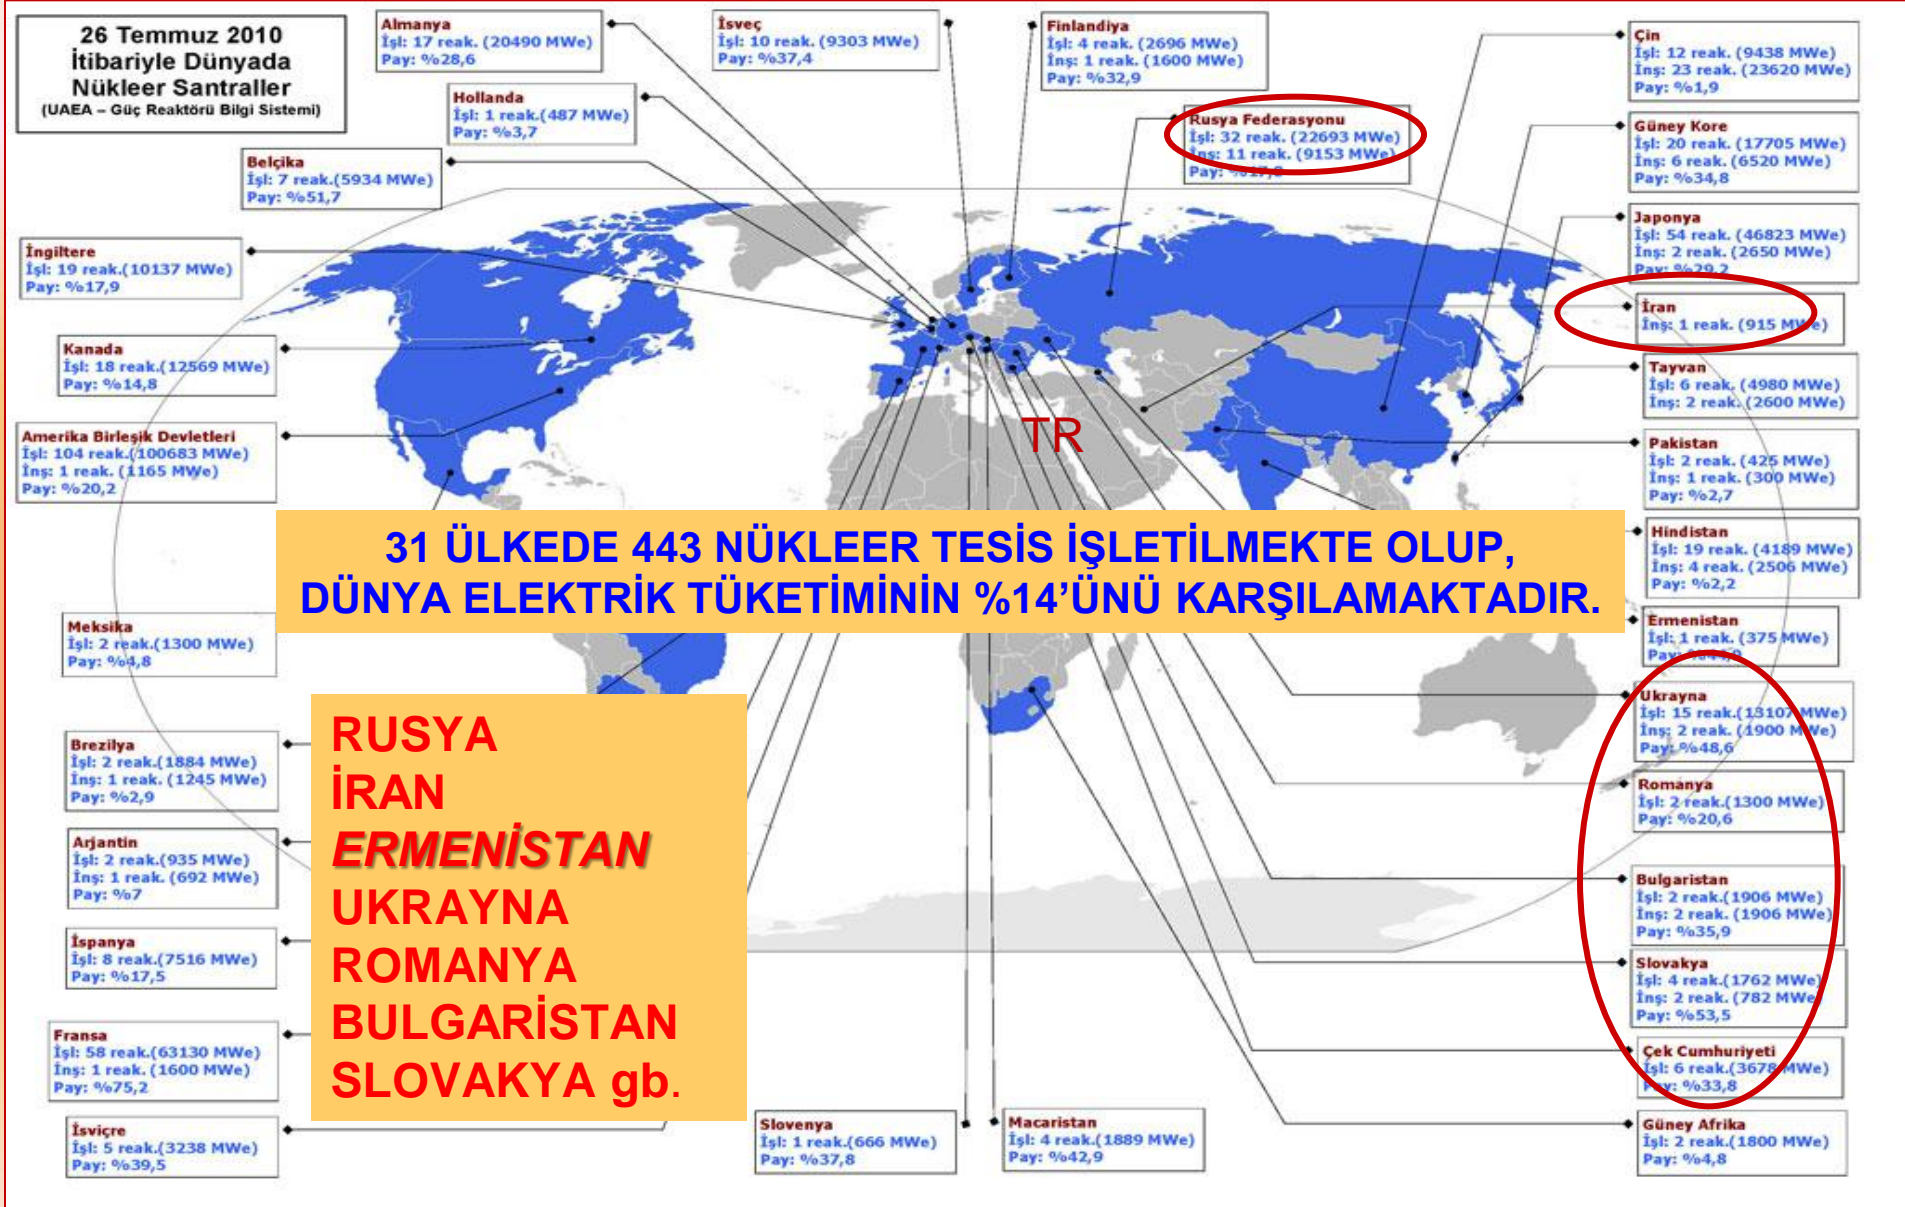 26 Temmuz 2010
İtibariyle Dünyada
Nükleer Santraller
(UAEA – Güç Reaktörü Bilgi Sistemi)
Almanya
İşl: 17 reak. (20490 MWe)
Pay: %28,6
İsveç
İşl: 10 reak. (9303 MWe)
Pay: %37,4
Finlandiya
İşl: 4 reak. (2696 MWe)
İnş: 1 reak. (1600 MWe)
Pay: %32,9
Çin
İşl: 12 reak. (9438 MWe)
İnş: 23 reak. (23620 MWe)
Pay: %1,9
Hollanda
İşl: 1 reak. (487 MWe)
Pay: %3,7
Rusya Federasyonu
İşl: 32 reak. (22693 MWe)
İnş: 11 reak. (9153 MWe)
Pay: %17,8
Güney Kore
İşl: 20 reak. (17705 MWe)
İnş: 6 reak. (6520 MWe)
Pay: %34,8
Belçika
İşl: 7 reak.(5934 MWe)
Pay: %51,7
Japonya
İşl: 54 reak. (46823 MWe)
İnş: 2 reak. (2650 MWe)
Pay: %29,2
İngiltere
İşl: 19 reak.(10137 MWe)
Pay: %17,9
İran
İnş: 1 reak. (915 MWe)
Kanada
İşl: 18 reak.(12569 MWe)
Pay: %14,8
Tayvan
İşl: 6 reak. (4980 MWe)
İnş: 2 reak. (2600 MWe)
TR
Amerika Birleşik Devletleri
İşl: 104 reak.(100683 MWe)
İnş: 1 reak. (1165 MWe)
Pay: %20,2
Pakistan
İşl: 2 reak. (425 MWe)
İnş: 1 reak. (300 MWe)
Pay: %2,7
31 ÜLKEDE 443 NÜKLEER TESİS İŞLETİLMEKTE OLUP,
DÜNYA ELEKTRİK TÜKETİMİNİN %14’ÜNÜ KARŞILAMAKTADIR.
Hindistan
İşl: 19 reak. (4189 MWe)
İnş: 4 reak. (2506 MWe)
Pay: %2,2
Meksika
İşl: 2 reak.(1300 MWe)
Pay: %4,8
Ermenistan
İşl: 1 reak. (375 MWe)
Pay:
Ukrayna
İşl: 15 reak.(13107 MWe)
İnş: 2 reak. (1900 MWe)
Pay: %48,6
RUSYA
İRAN
ERMENİSTAN
UKRAYNA
ROMANYA
BULGARİSTAN
SLOVAKYA gb.
Brezilya
İşl: 2 reak.(1884 MWe)
İnş: 1 reak. (1245 MWe)
Pay: %2,9
Romanya
İşl: 2 reak.(1300 MWe)
Pay: %20,6
Arjantin
İşl: 2 reak.(935 MWe)
İnş: 1 reak. (692 MWe)
Pay: %7
Bulgaristan
İşl: 2 reak.(1906 MWe)
İnş: 2 reak. (1906 MWe)
Pay: %35,9
İspanya
İşl: 8 reak.(7516 MWe)
Pay: %17,5
Slovakya
İşl: 4 reak.(1762 MWe)
İnş: 2 reak. (782 MWe)
Pay: %53,5
Fransa
İşl: 58 reak.(63130 MWe)
İnş: 1 reak. (1600 MWe)
Pay: %75,2
Çek Cumhuriyeti
İşl: 6 reak.(3678 MWe)
Pay: %33,8
İsviçre
İşl: 5 reak.(3238 MWe)
Pay: %39,5
Slovenya
İşl: 1 reak.(666 MWe)
Pay: %37,8
Macaristan
İşl: 4 reak.(1889 MWe)
Pay: %42,9
Güney Afrika
İşl: 2 reak.(1800 MWe)
Pay: %4,8